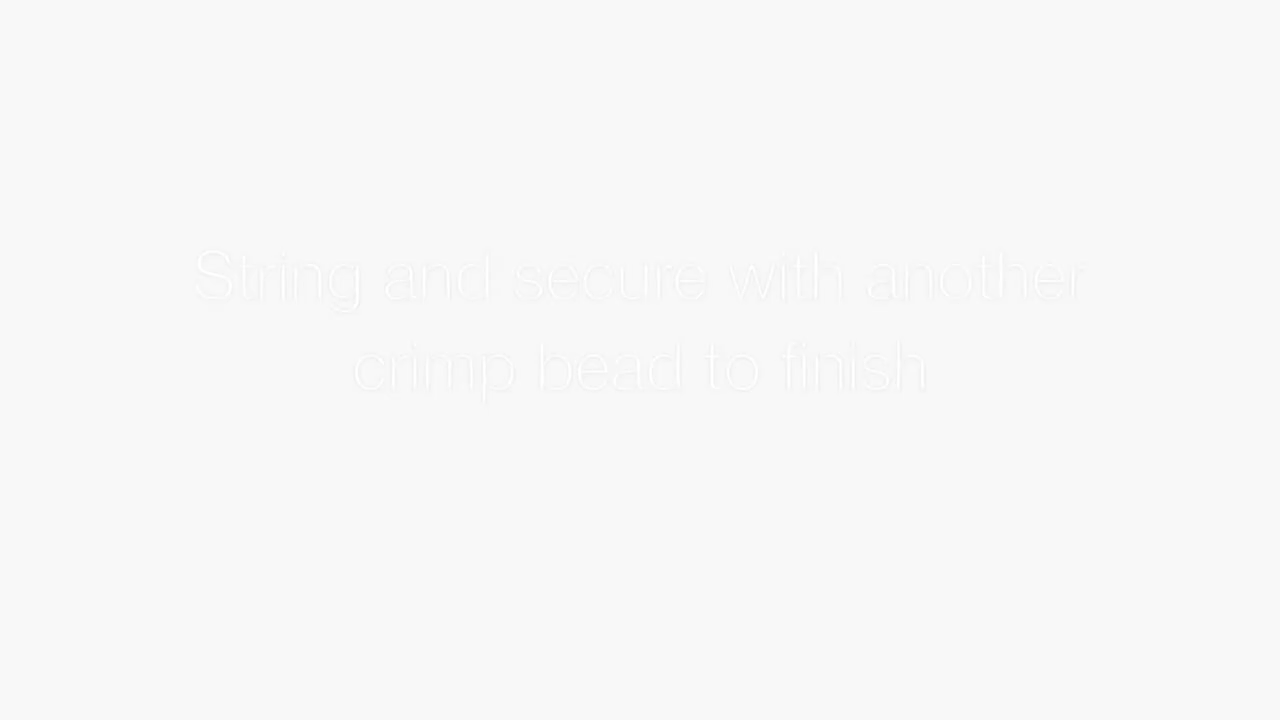 String and secure with another
crimp bead to finish